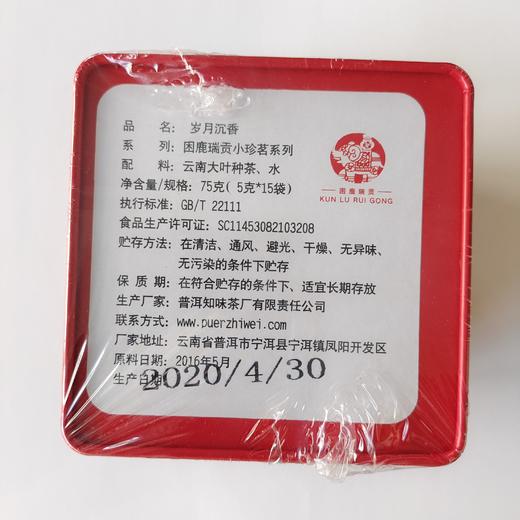 品 名: 岁月沉香
系 列: 困鹿瑞贡小珍茗系列
配 料: 云南大叶种茶、水
净含量/规格: 75克( 5克*15袋)
执行标准: GB/T 22111
食品生产许可证: SC11453082103208
贮存方法: 在清洁、通风、避光、干燥、无异味、
无污染的条件下贮存
保 质 期: 在符合贮存的条件下、适宜长期存放
生产厂家: 普洱知味茶厂有限责任公司
联系方式: www.puerzhiwei.com
厂家地址: 云南省普洱市宁洱县宁洱镇凤阳开发区
原料日期: 2016年5月
生产日期: 2020/4/30
困鹿瑞贡
KUN LU RUI GONG